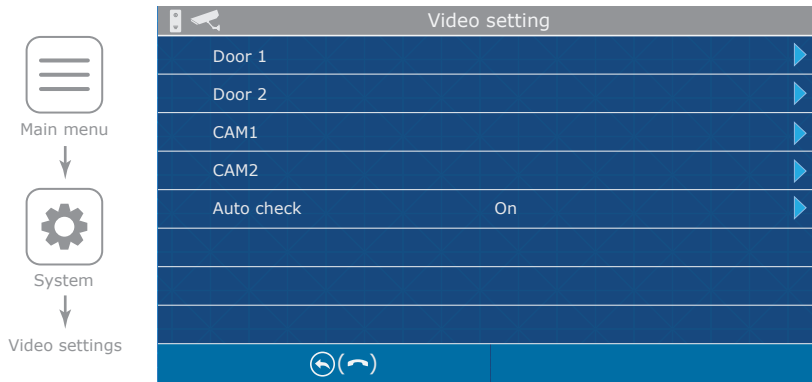 Main menu
System
Video settings
Video setting
Door 1
Door 2
CAM1
CAM2
Auto check On
( )